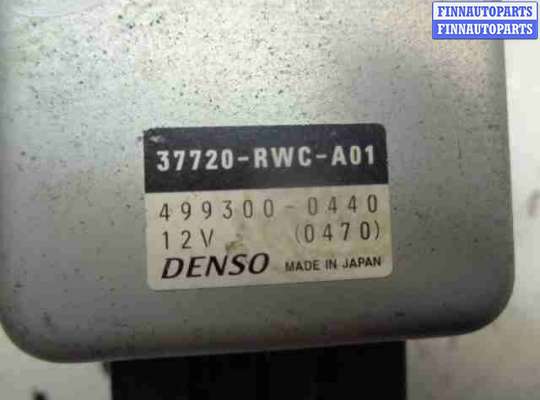 FINNAUTOPARTS
FINNAUTOPARTS
37720-RWC-A01
499300-0440
12V (0470)
DENSO MADE IN JAPAN